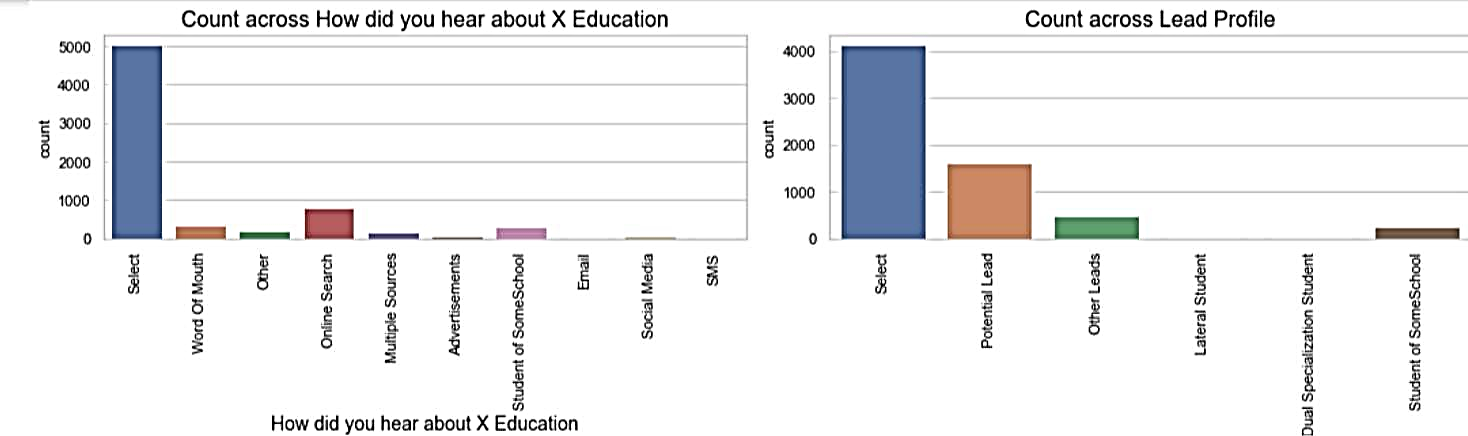 Count across How did you hear about X Education
5000
4000
3000
2000
1000
0
count
Select
Word Of Mouth
Other
Online Search
Multiple Sources
Advertisements
Student of SomeSchool
Email
Social Media
SMS
How did you hear about X Education
Count across Lead Profile
4000
3000
2000
1000
0
count
Select
Potential Lead
Other Leads
Lateral Student
Dual Specialization Student
Student of SomeSchool